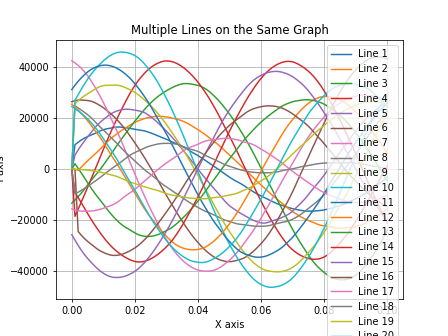 Multiple Lines on the Same Graph
40000
20000
0
−20000
−40000
0.00
0.02
0.04
0.06
0.08
X axis
Line 1
Line 2
Line 3
Line 4
Line 5
Line 6
Line 7
Line 8
Line 9
Line 10
Line 11
Line 12
Line 13
Line 14
Line 15
Line 16
Line 17
Line 18
Line 19